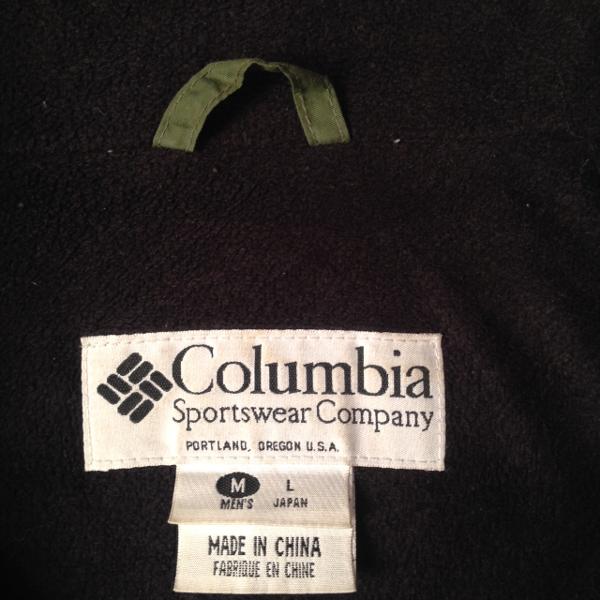 Columbia
Sportswear Company
PORTLAND, OREGON U.S.A.
M L
MEN'S JAPAN
MADE IN CHINA
FABRIQUE EN CHINE